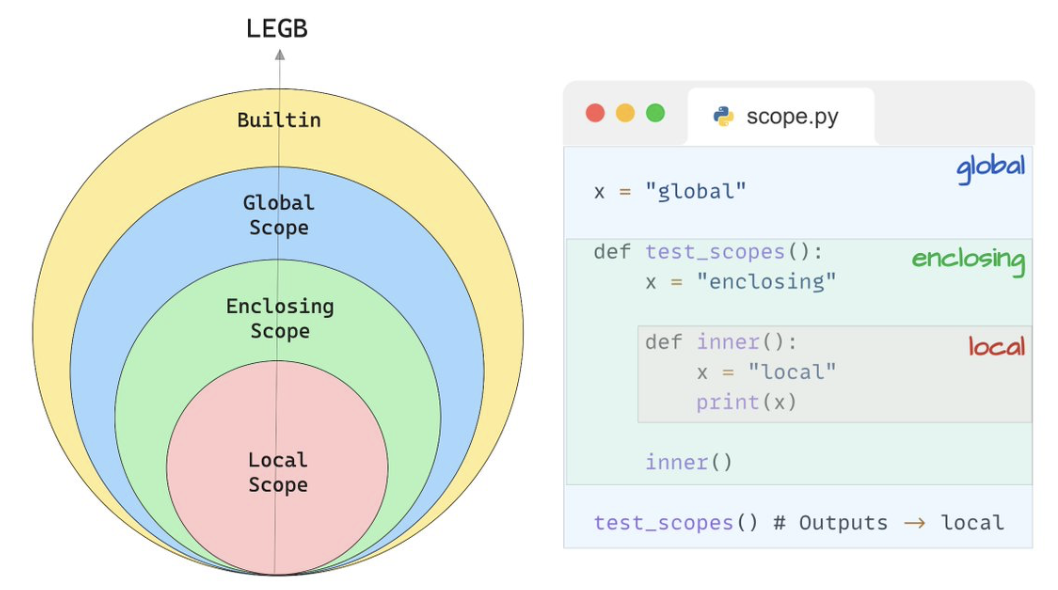 LEGB
Builtin
Global
Scope
Enclosing
Scope
Local
Scope
scope.py
global
x = "global"
enclosing
def test_scopes():
    x = "enclosing"
local
    def inner():
        x = "local"
        print(x)
    inner()
test_scopes() # Outputs → local